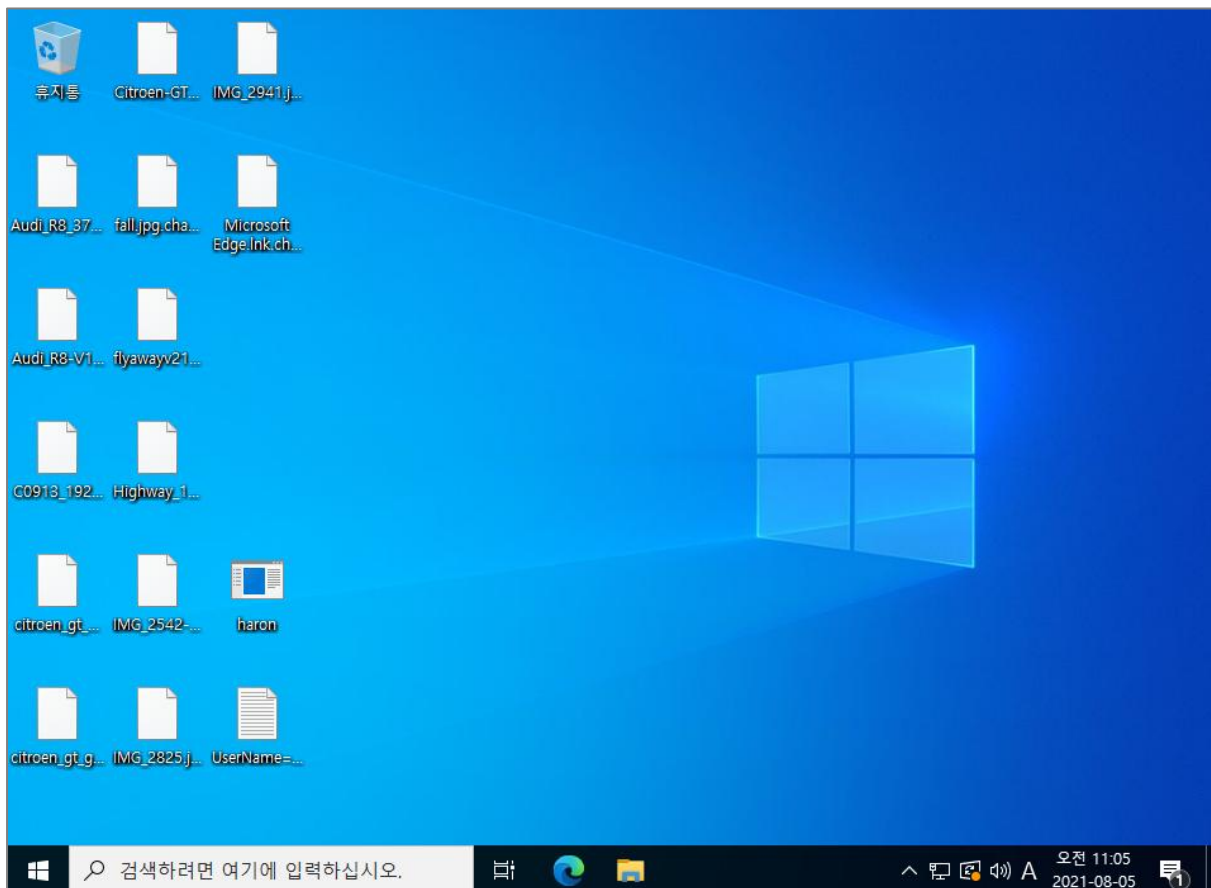 휴지통
Citroen-GT...
IMG_2941.j...
Audi_R8_37...
fall.jpg.cha...
Microsoft
Edge.lnk.ch...
Audi_R8-V1...
flyawayv21...
C0913_192...
Highway_1...
citroen_gt_...
IMG_2542-...
haron
citroen_gt_g...
IMG_2825.j...
UserName=...
검색하려면 여기에 입력하십시오.
A
오전 11:05
2021-08-05
1